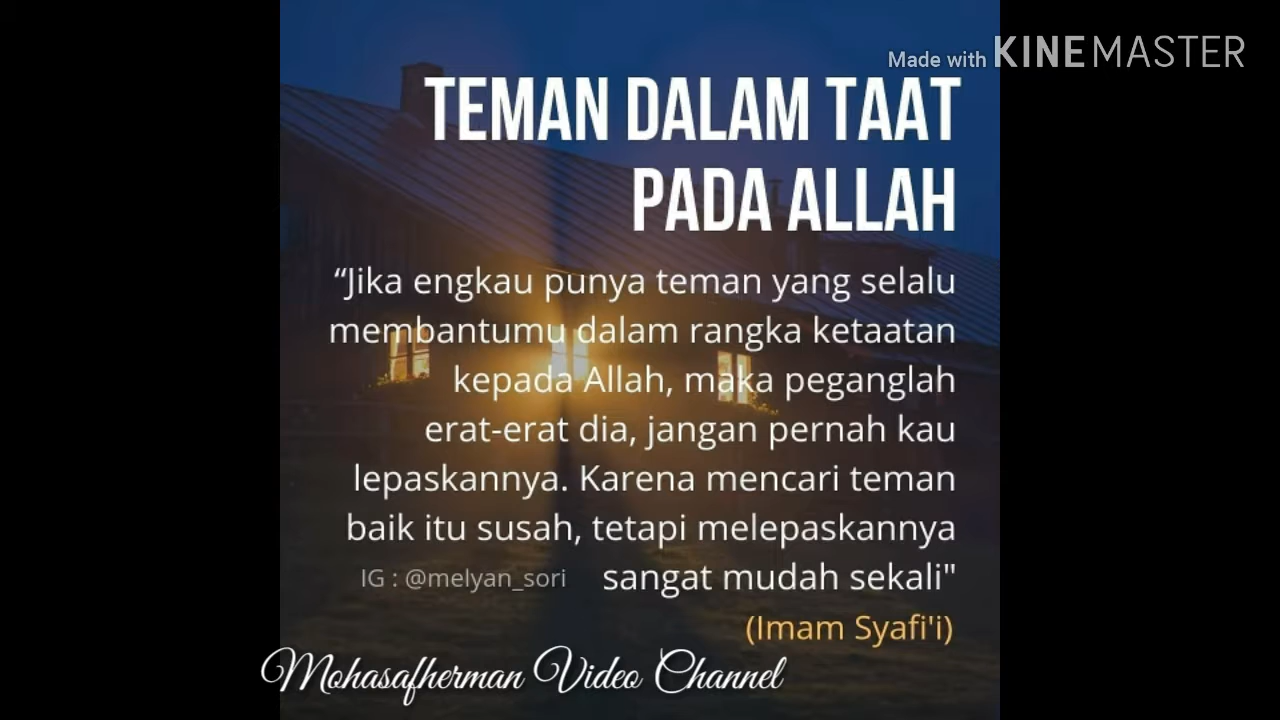 Made with KINEMASTER
TEMAN DALAM TAAT
PADA ALLAH
“Jika engkau punya teman yang selalu
membantumu dalam rangka ketaatan
kepada Allah, maka peganglah
erat-erat dia, jangan pernah kau
lepaskannya. Karena mencari teman
baik itu susah, tetapi melepaskannya
sangat mudah sekali"
IG : @melyan_sori
(Imam Syafi'i)
Mohasafherman Video Channel